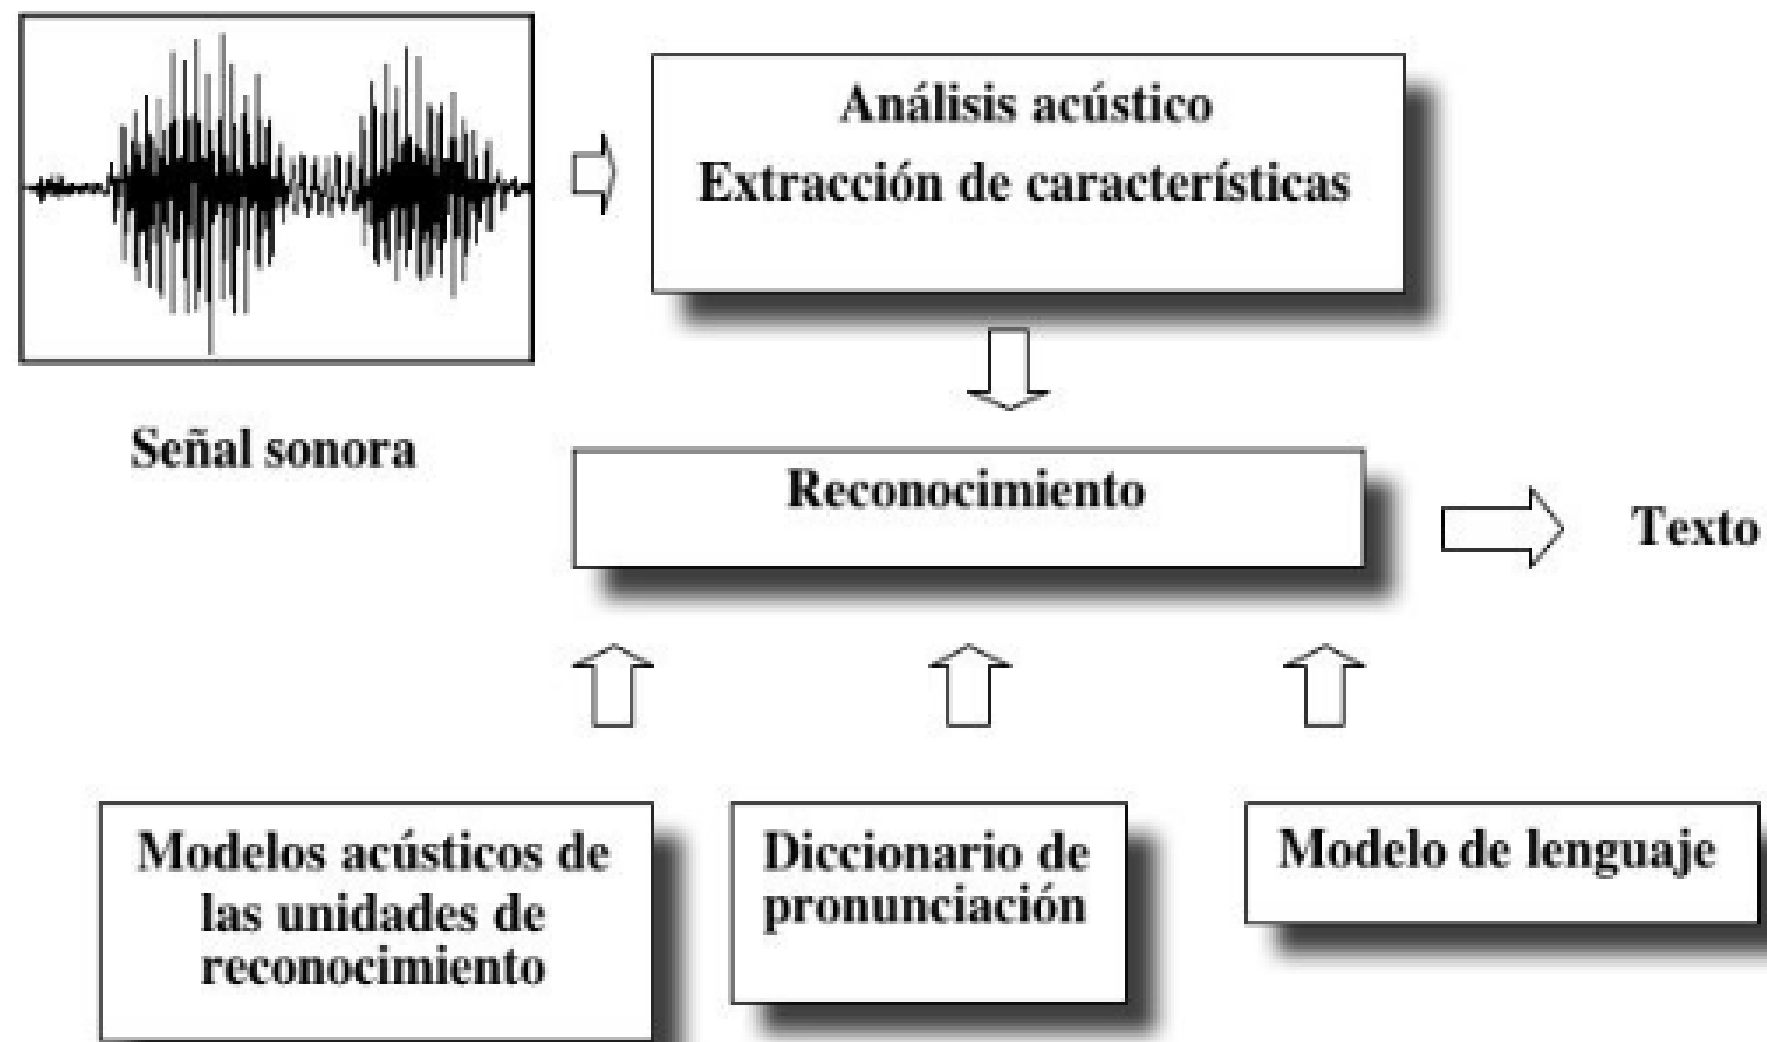 Análisis acústico
Extracción de características
Señal sonora
Reconocimiento
Texto
Modelos acústicos de
las unidades de
reconocimiento
Diccionario de
pronunciación
Modelo de lenguaje